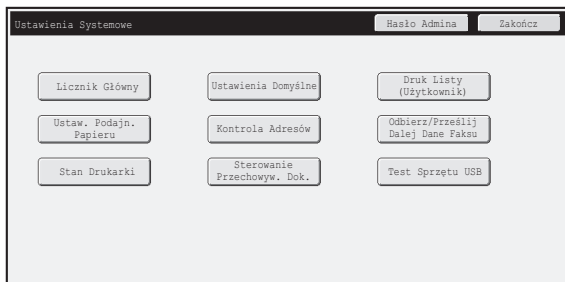 Ustawienia Systemowe
Hasło Admina
Zakończ
Licznik Główny
Ustawienia Domyślne
Druk Listy
(Użytkownik)
Ustaw. Podajn.
Papieru
Kontrola Adresów
Odbierz/Prześlij
Dalej Dane Faksu
Stan Drukarki
Sterowanie
Przechowyw. Dok.
Test Sprzętu USB